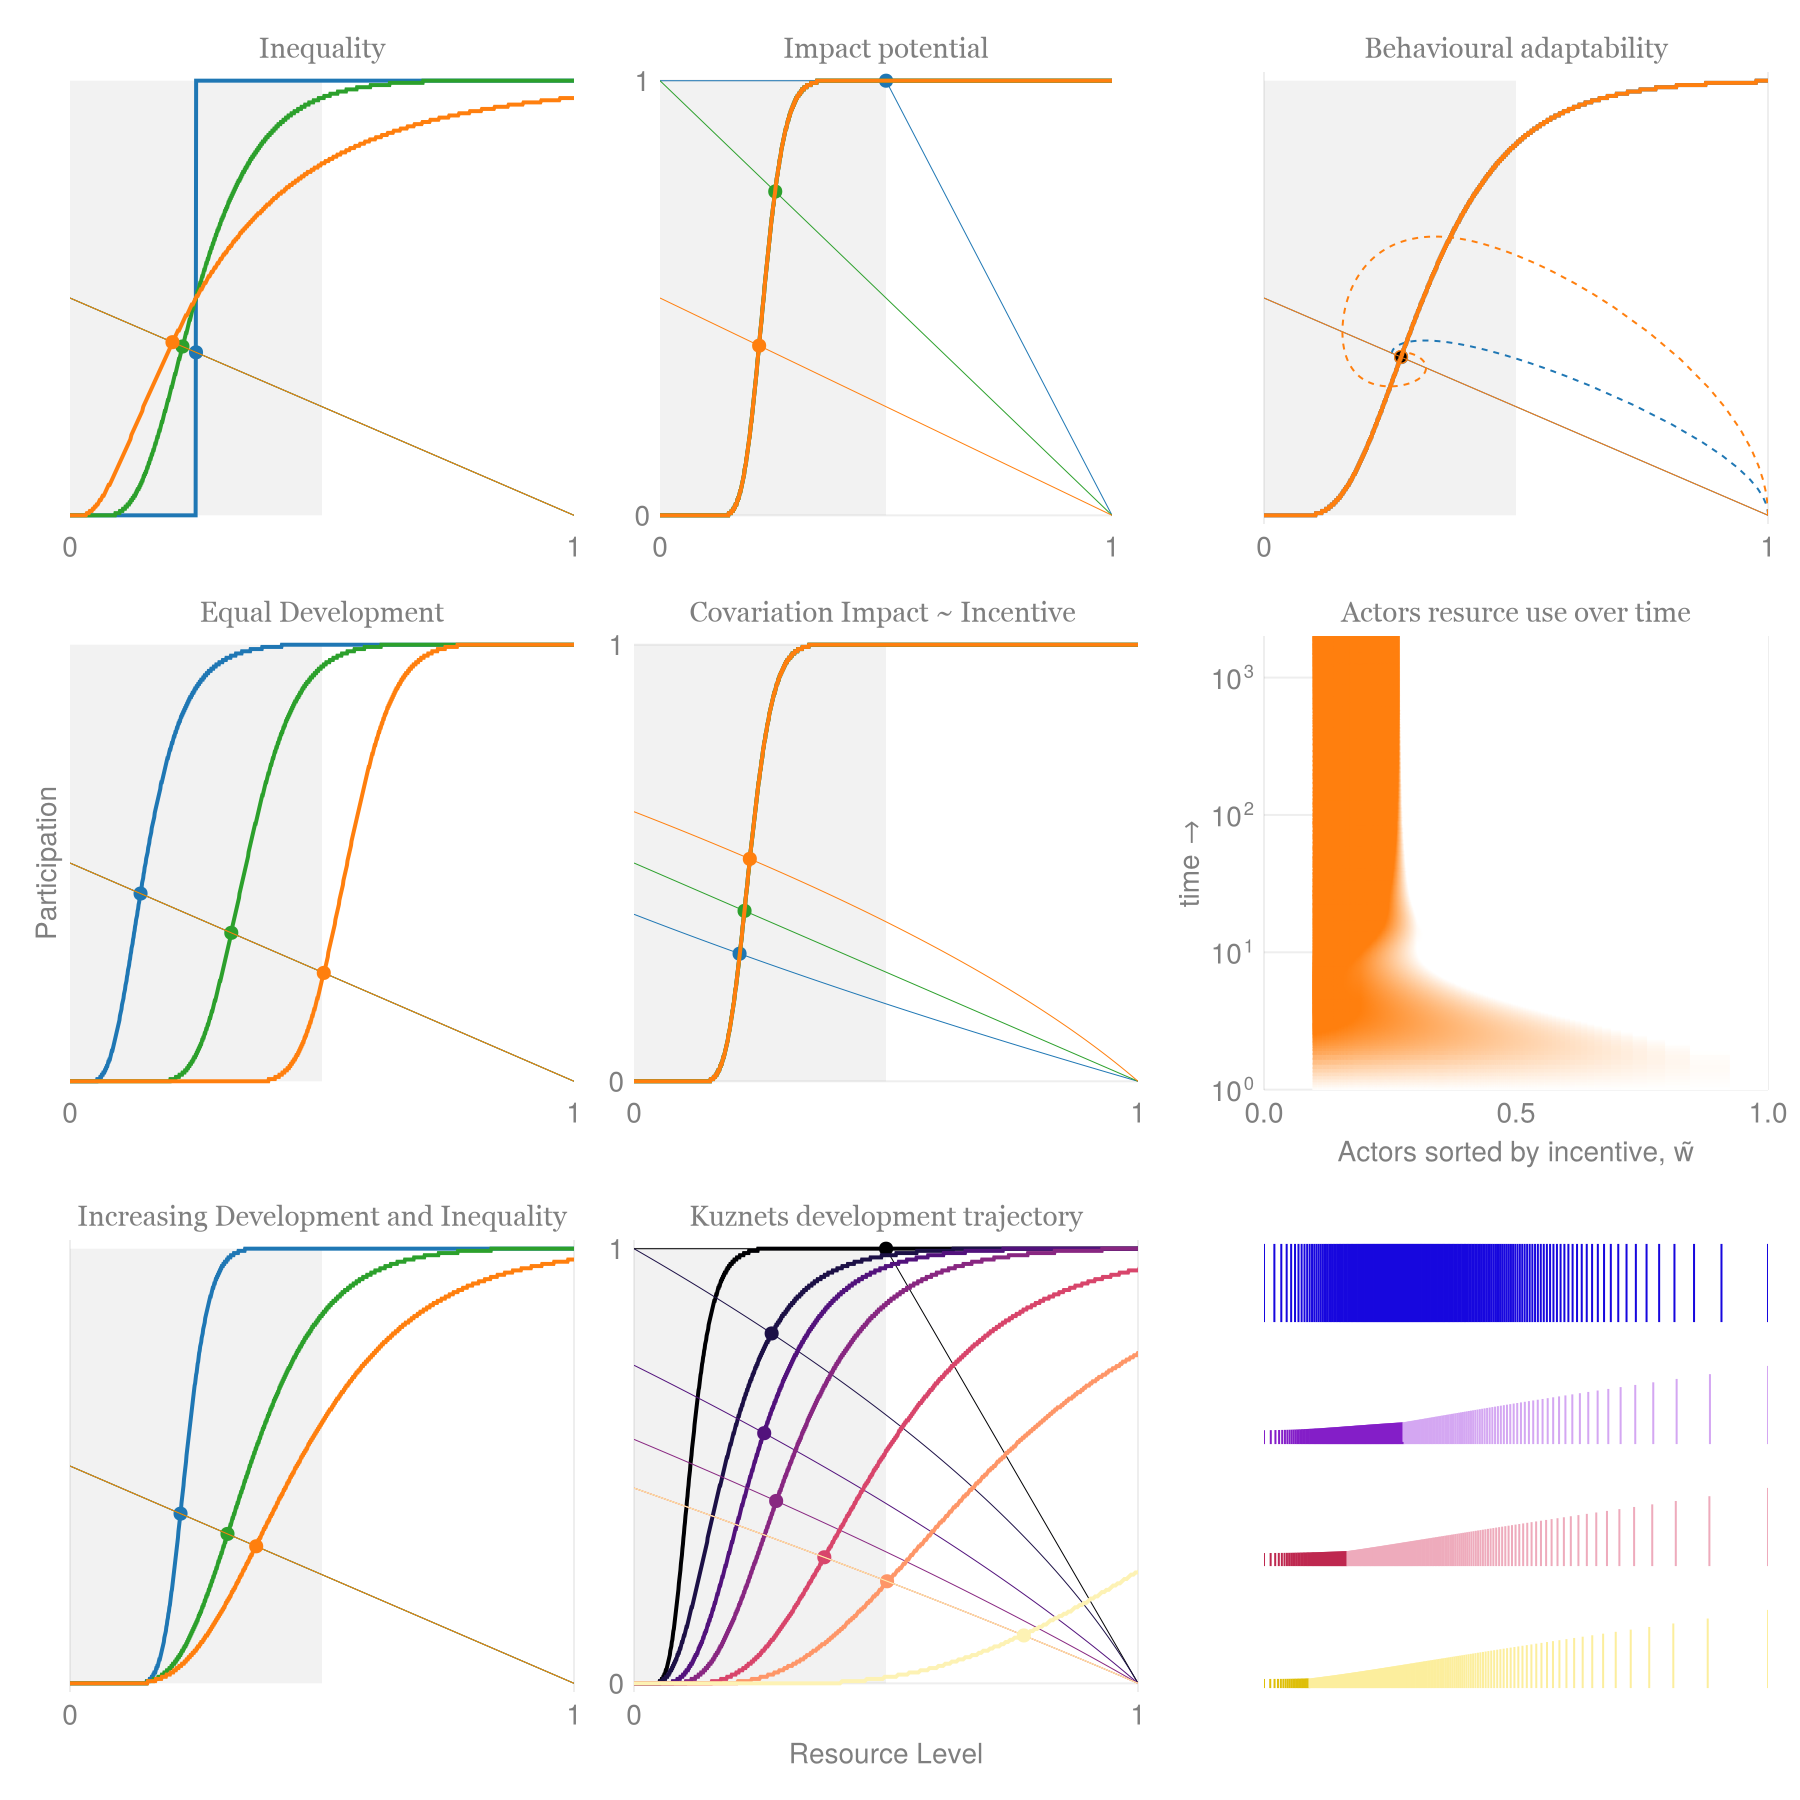 Inequality
Impact potential
Behavioural adaptability
1
0
0 1
0 1
0 1
Equal Development
Covariation Impact ~ Incentive
Actors resurce use over time
Participation
1
0
0 1
0 1
time →
10³
10²
10¹
10⁰
0.0 0.5 1.0
Actors sorted by incentive, w̃
Increasing Development and Inequality
Kuznets development trajectory
1
0
0 1
0 1
Resource Level